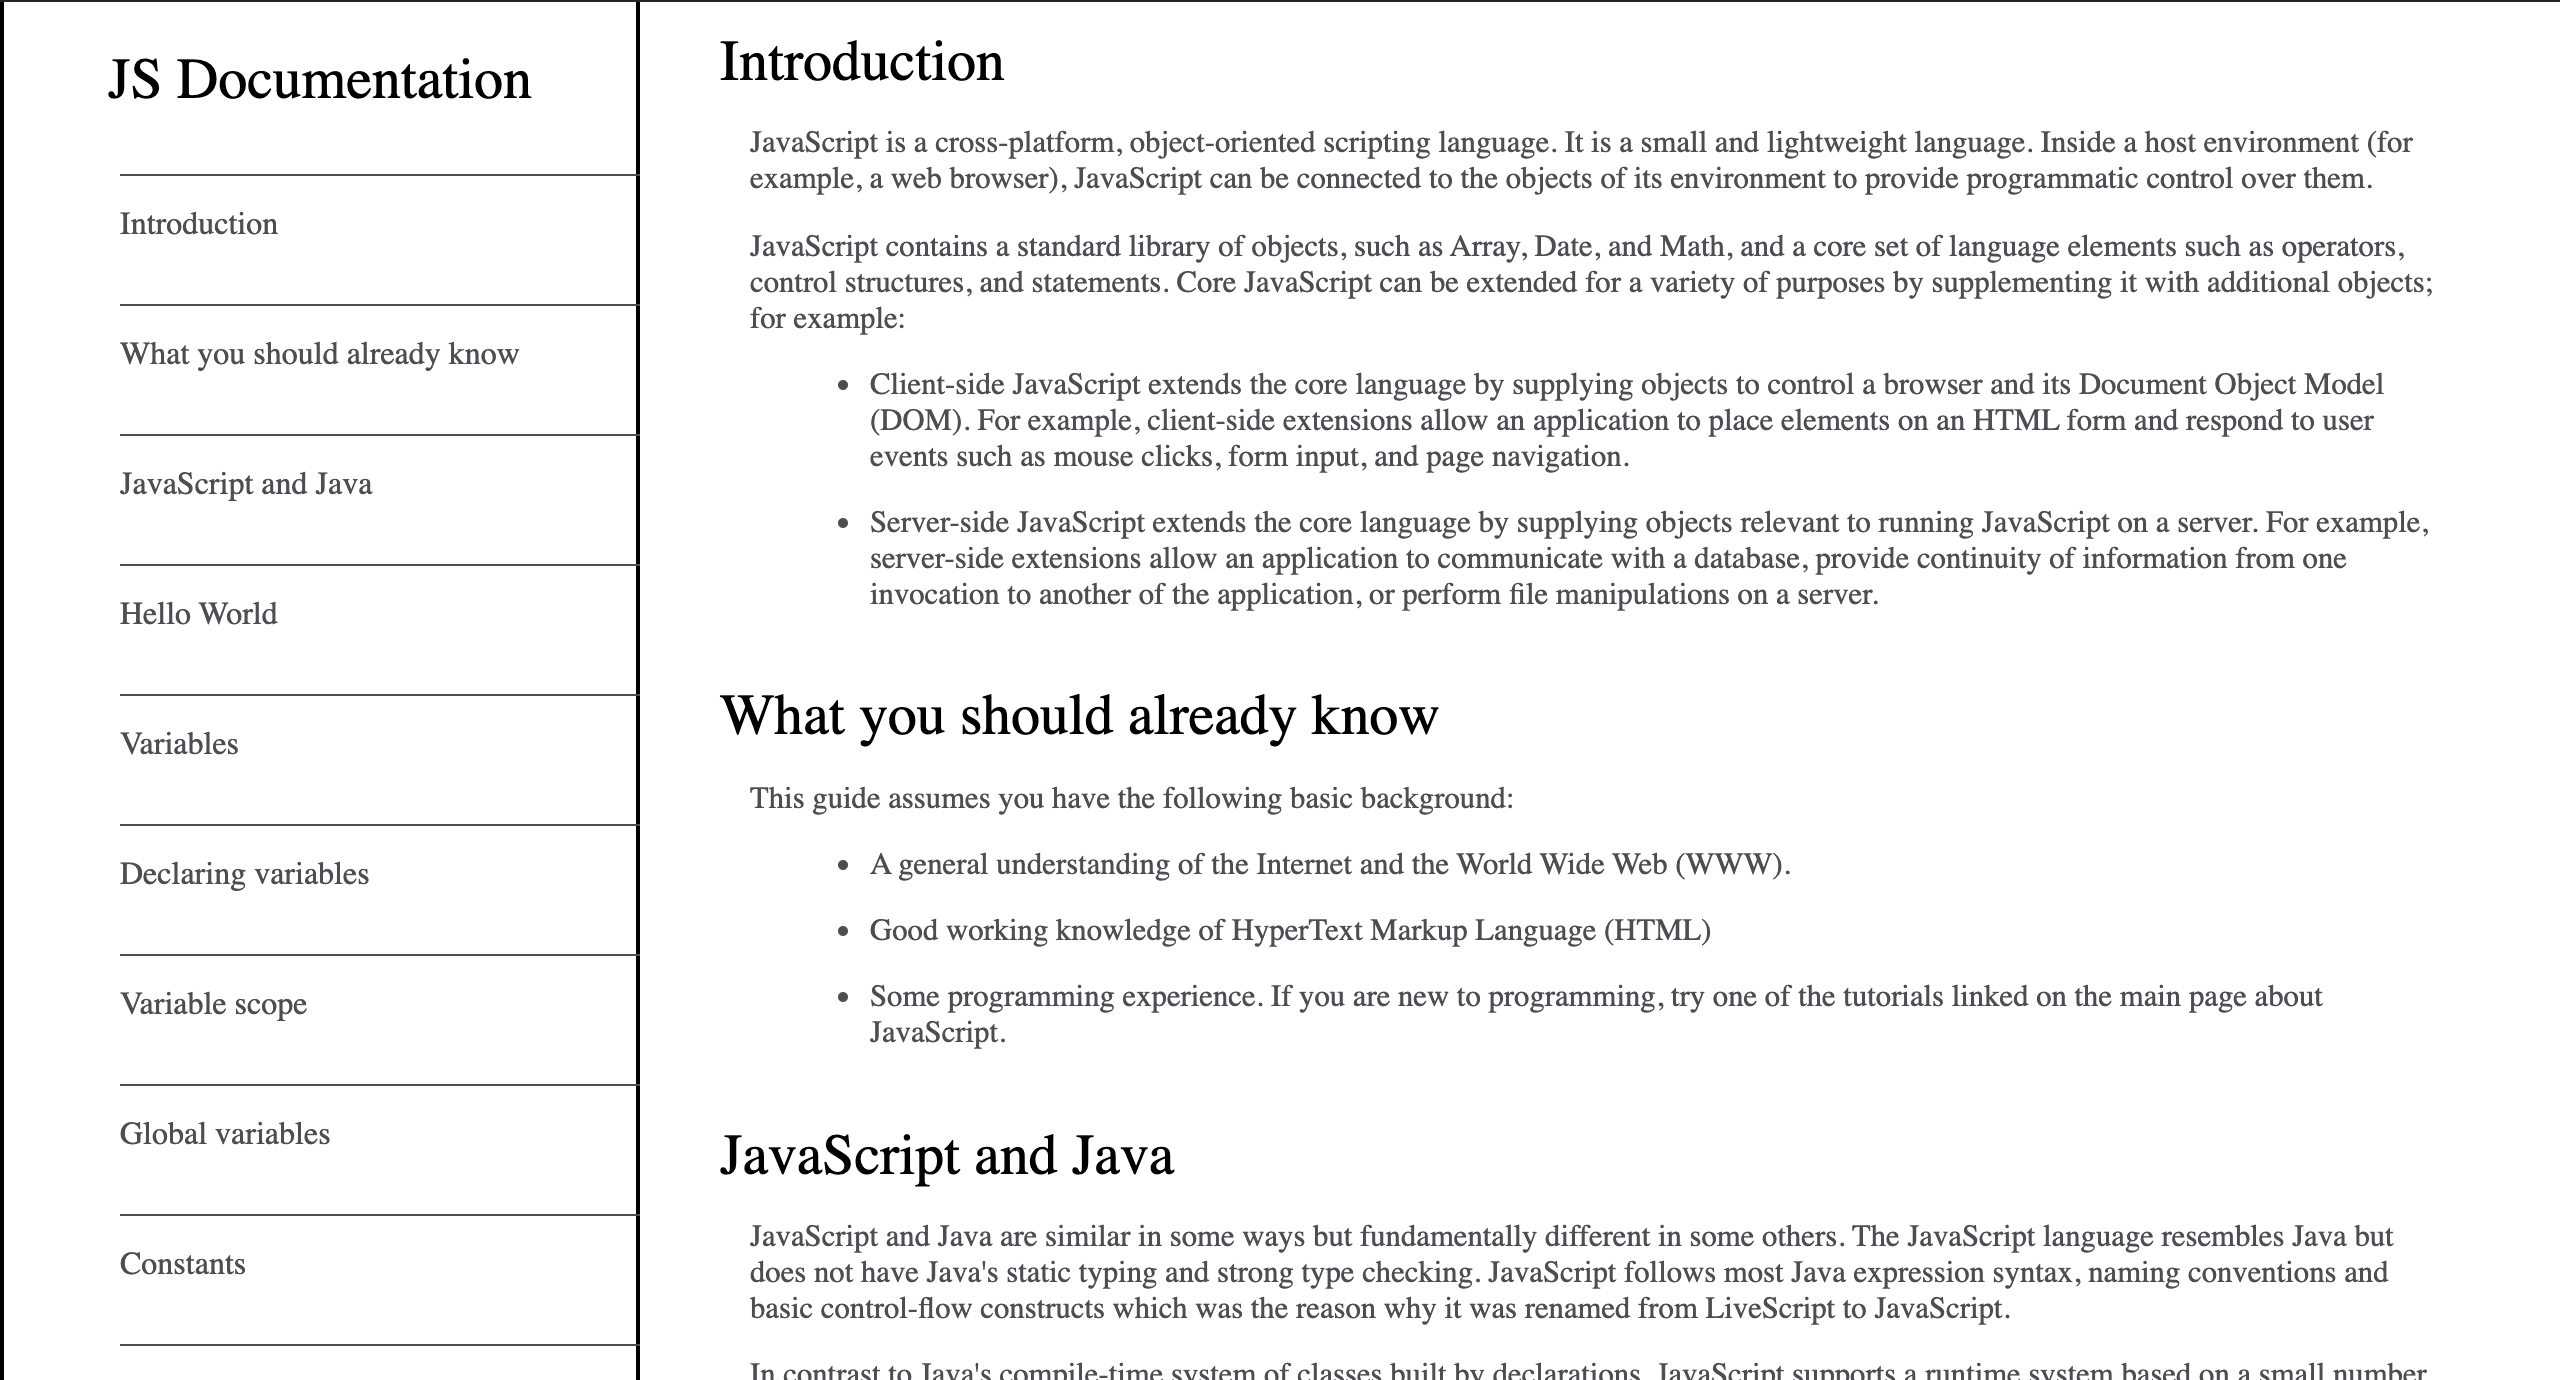 JS Documentation
Introduction
What you should already know
JavaScript and Java
Hello World
Variables
Declaring variables
Variable scope
Global variables
Constants
Introduction
JavaScript is a cross-platform, object-oriented scripting language. It is a small and lightweight language. Inside a host environment (for
example, a web browser), JavaScript can be connected to the objects of its environment to provide programmatic control over them.
JavaScript contains a standard library of objects, such as Array, Date, and Math, and a core set of language elements such as operators,
control structures, and statements. Core JavaScript can be extended for a variety of purposes by supplementing it with additional objects;
for example:
• Client-side JavaScript extends the core language by supplying objects to control a browser and its Document Object Model
(DOM). For example, client-side extensions allow an application to place elements on an HTML form and respond to user
events such as mouse clicks, form input, and page navigation.
• Server-side JavaScript extends the core language by supplying objects relevant to running JavaScript on a server. For example,
server-side extensions allow an application to communicate with a database, provide continuity of information from one
invocation to another of the application, or perform file manipulations on a server.
What you should already know
This guide assumes you have the following basic background:
• A general understanding of the Internet and the World Wide Web (WWW).
• Good working knowledge of HyperText Markup Language (HTML)
• Some programming experience. If you are new to programming, try one of the tutorials linked on the main page about
JavaScript.
JavaScript and Java
JavaScript and Java are similar in some ways but fundamentally different in some others. The JavaScript language resembles Java but
does not have Java's static typing and strong type checking. JavaScript follows most Java expression syntax, naming conventions and
basic control-flow constructs which was the reason why it was renamed from LiveScript to JavaScript.
In contrast to Java's compile-time system of classes built by declarations, JavaScript supports a runtime system based on a small number